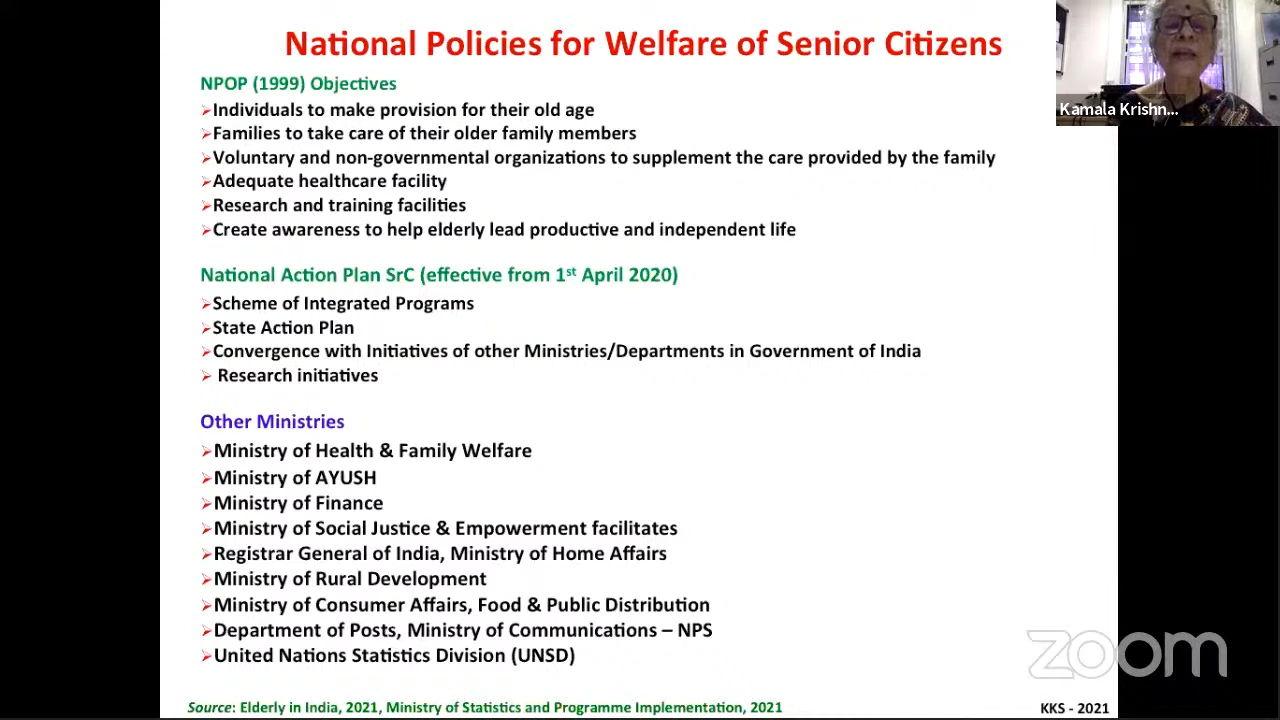 National Policies for Welfare of Senior Citizens
Kamala Krishn...
NPOP (1999) Objectives
➢Individuals to make provision for their old age
➢Families to take care of their older family members
➢Voluntary and non-governmental organizations to supplement the care provided by the family
➢Adequate healthcare facility
➢Research and training facilities
➢Create awareness to help elderly lead productive and independent life
National Action Plan SrC (effective from 1st April 2020)
➢Scheme of Integrated Programs
➢State Action Plan
➢Convergence with Initiatives of other Ministries/Departments in Government of India
➢ Research initiatives
Other Ministries
➢Ministry of Health & Family Welfare
➢Ministry of AYUSH
➢Ministry of Finance
➢Ministry of Social Justice & Empowerment facilitates
➢Registrar General of India, Ministry of Home Affairs
➢Ministry of Rural Development
➢Ministry of Consumer Affairs, Food & Public Distribution
➢Department of Posts, Ministry of Communications – NPS
➢United Nations Statistics Division (UNSD)
zoom
Source: Elderly in India, 2021, Ministry of Statistics and Programme Implementation, 2021
KKS - 2021